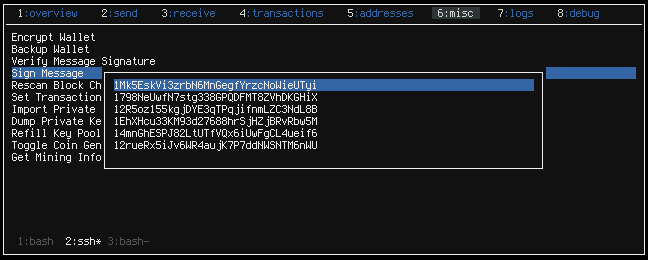 1:overview 2:send 3:receive 4:transactions 5:addresses 6:misc 7:logs 8:debug
Encrypt Wallet
Backup Wallet
Verify Message Signature
Sign Message
Rescan Block Ch
1Mk5EskVi3zrbN6MnGegfYrzcNoWieUTyi
Set Transaction
1798NeUwfN7stg338GPQDFMT8ZVhDKGHiX
Import Private
12R5oz155kgjDYE3qTPqjifnmLZC3NdL8B
Dump Private Ke
1EhXHcu33KM93d27688hrSjHZjBRvRbw5M
Refill Key Pool
14mnGhESPJ82LtUTfVQx6iUwFgCL4ueif6
Toggle Coin Gen
12rueRx5iJv6WR4aujK7P7ddNWSNTM6nWU
Get Mining Info
1:bash 2:ssh* 3:bash-